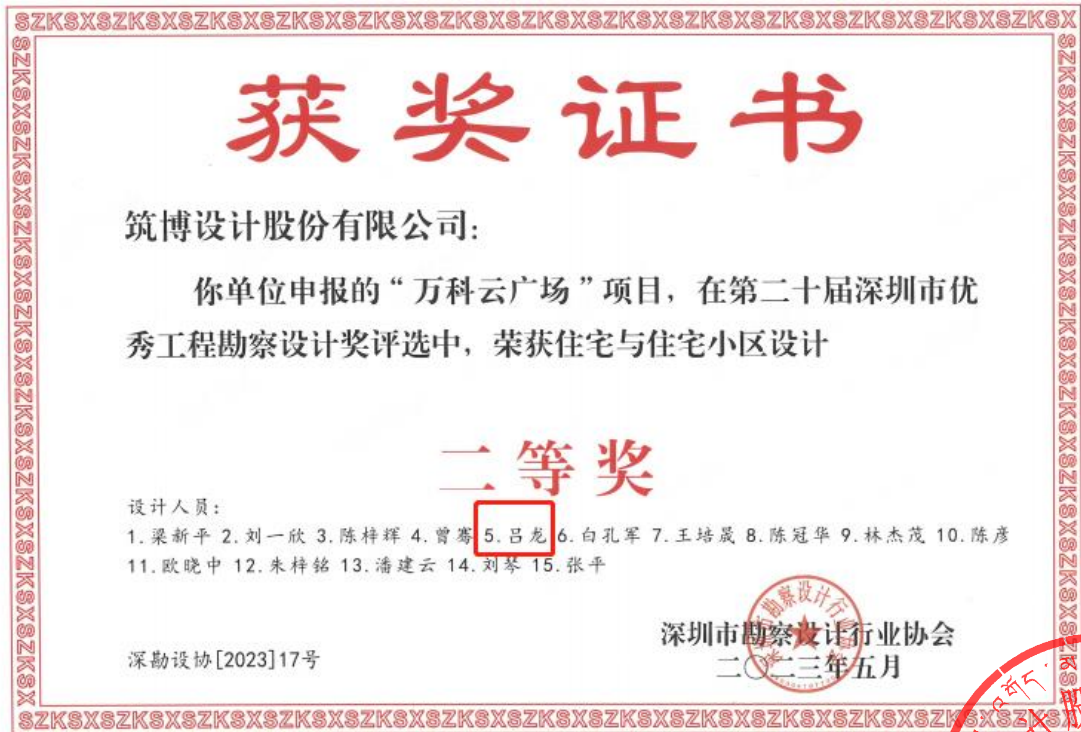 SZKSXSZKSXSZKSXSZKSXSZKSXSZKSXSZKSXSZKSXSZKSXSZKSX
获奖证书
筑博设计股份有限公司：
你单位申报的“万科云广场”项目，在第二十届深圳市优
秀工程勘察设计奖评选中，荣获住宅与住宅小区设计
二等奖
设计人员：
1.梁新平 2.刘一欣 3.陈梓辉 4.曾骞 5.吕龙 6.白孔军 7.王培晟 8.陈冠华 9.林杰茂 10.陈彦
11.欧晓中 12.朱梓铭 13.潘建云 14.刘琴 15.张平
深圳市勘察设计行业协会
深勘设协[2023]17号
二〇二三年五月
SZKSXSZKSXSZKSXSZKSXSZKSXSZKSXSZKSXSZKSXSZKSXSZKSX